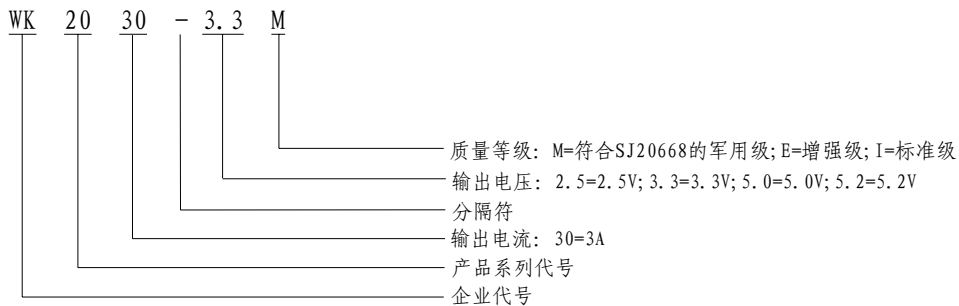 WK 20 30 - 3.3 M
质量等级: M=符合SJ20668的军用级; E=增强级; I=标准级
输出电压: 2.5=2.5V; 3.3=3.3V; 5.0=5.0V; 5.2=5.2V
分隔符
输出电流: 30=3A
产品系列代号
企业代号